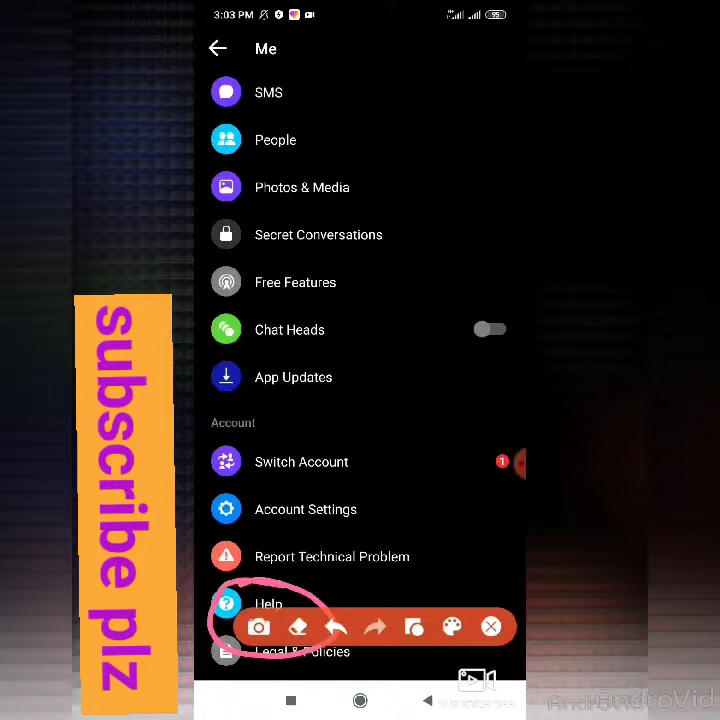 3:03 PM
95
Me
SMS
People
Photos & Media
Secret Conversations
Free Features
Chat Heads
App Updates
Account
Switch Account
1
Account Settings
Report Technical Problem
Help
Legal & Policies
subscribe plz
AndroVid